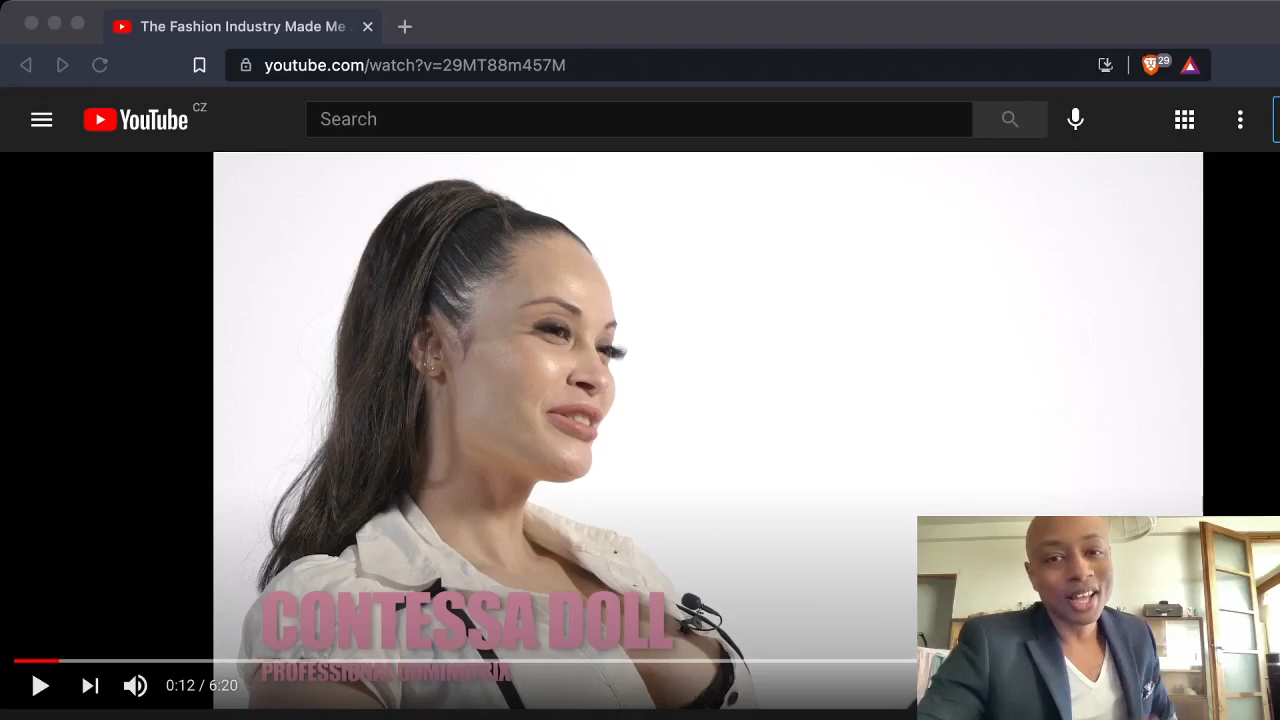 The Fashion Industry Made Me
youtube.com/watch?v=29MT88m457M
29
YouTube CZ
Search
CONTESSA DOLL
PROFESSIONAL DOMINATRIX
0:12 / 6:20